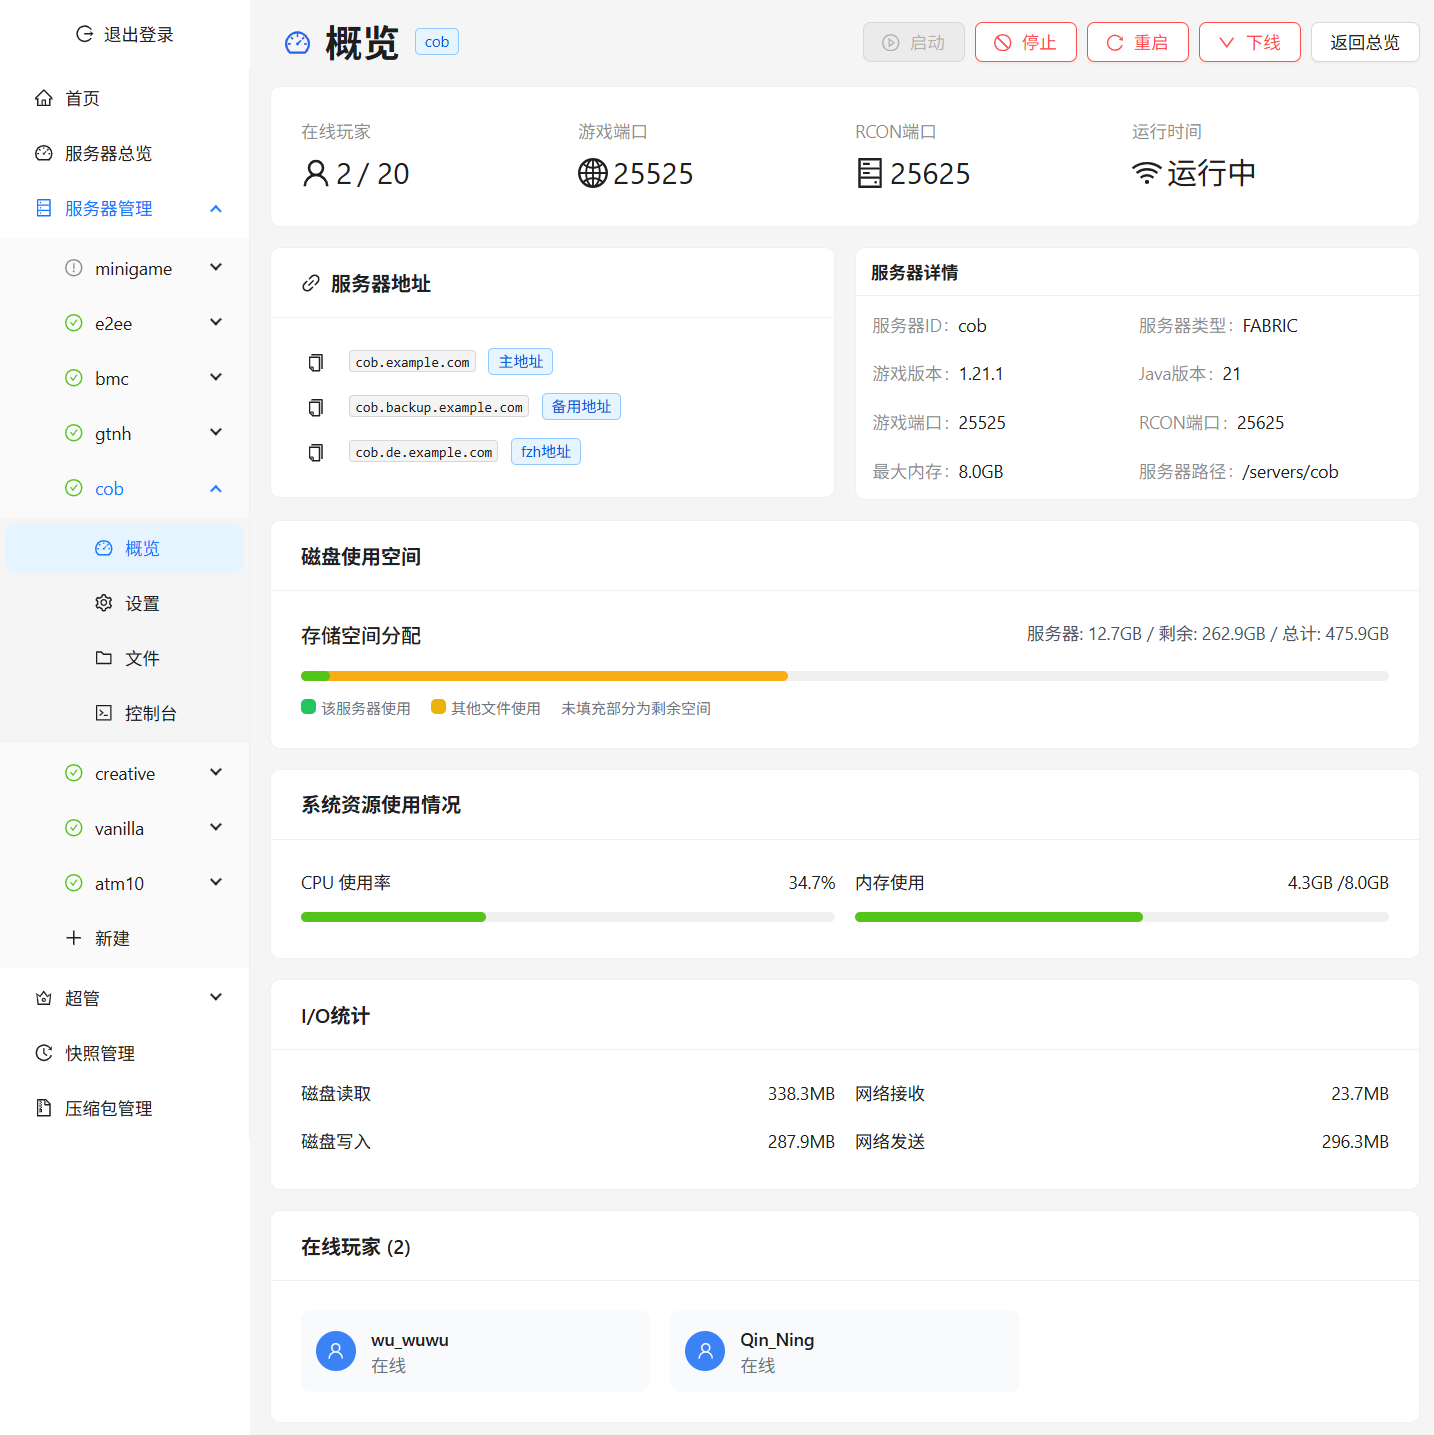 退出登录
首页
服务器总览
服务器管理
minigame
e2ee
bmc
gtnh
cob
概览
设置
文件
控制台
creative
vanilla
atm10
新建
超管
快照管理
压缩包管理
概览 cob
启动 停止 重启 下线 返回总览
在线玩家 游戏端口 RCON端口 运行时间
2 / 20 25525 25625 运行中
服务器地址
cob.example.com 主地址
cob.backup.example.com 备用地址
cob.de.example.com fzh地址
服务器详情
服务器ID: cob 服务器类型: FABRIC
游戏版本: 1.21.1 Java版本: 21
游戏端口: 25525 RCON端口: 25625
最大内存: 8.0GB 服务器路径: /servers/cob
磁盘使用空间
存储空间分配 服务器: 12.7GB / 剩余: 262.9GB / 总计: 475.9GB
该服务器使用 其他文件使用 未填充部分为剩余空间
系统资源使用情况
CPU 使用率 34.7% 内存使用 4.3GB /8.0GB
I/O统计
磁盘读取 338.3MB 网络接收 23.7MB
磁盘写入 287.9MB 网络发送 296.3MB
在线玩家 (2)
wu_wuwu
在线
Qin_Ning
在线